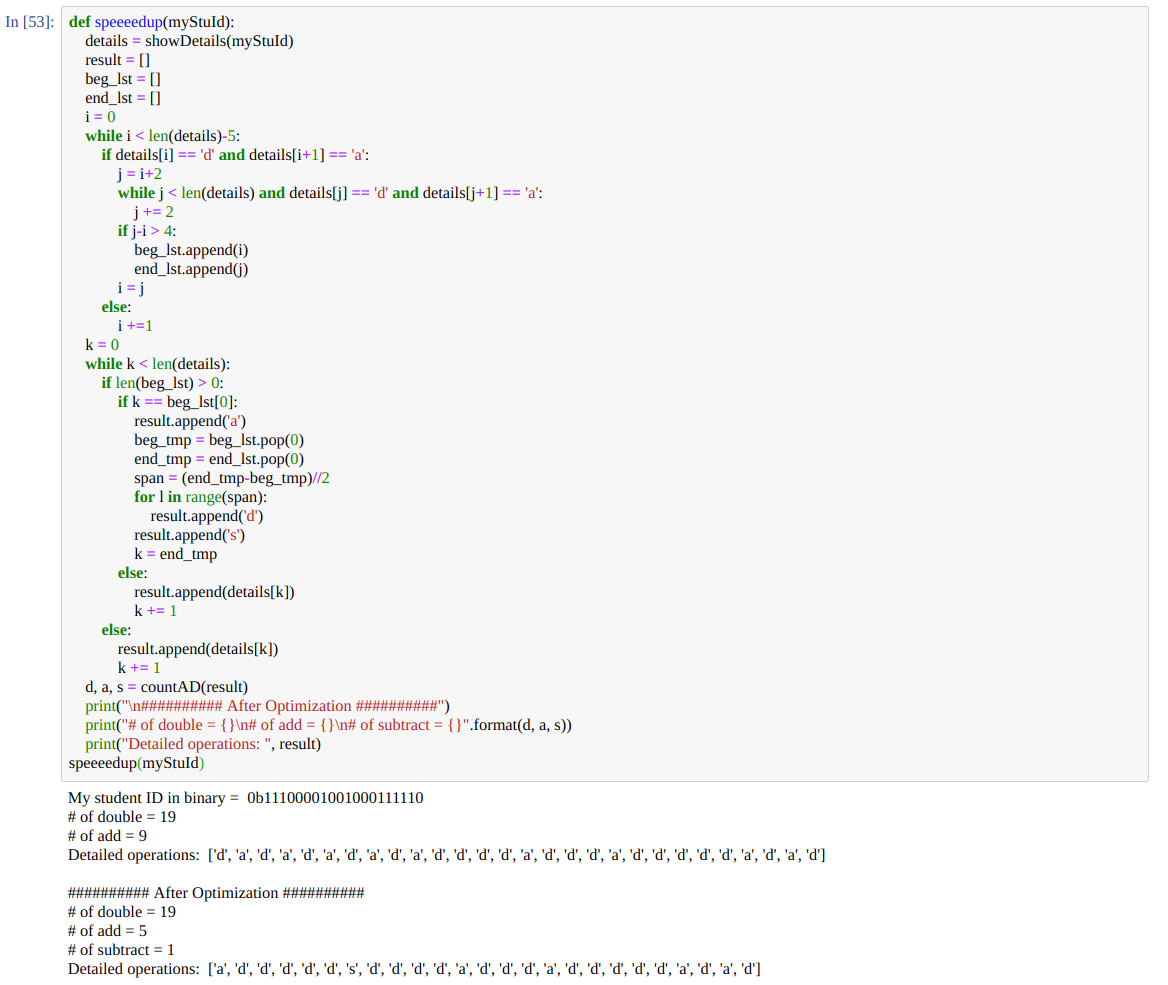 In [53]: def speeeedup(myStuId):
    details = showDetails(myStuId)
    result = []
    beg_lst = []
    end_lst = []
    i = 0
    while i < len(details)-5:
        if details[i] == 'd' and details[i+1] == 'a':
            j = i+2
            while j < len(details) and details[j] == 'd' and details[j+1] == 'a':
                j += 2
            if j-i > 4:
                beg_lst.append(i)
                end_lst.append(j)
            i = j
        else:
            i +=1
    k = 0
    while k < len(details):
        if len(beg_lst) > 0:
            if k == beg_lst[0]:
                result.append('a')
                beg_tmp = beg_lst.pop(0)
                end_tmp = end_lst.pop(0)
                span = (end_tmp-beg_tmp)//2
                for l in range(span):
                    result.append('d')
                result.append('s')
                k = end_tmp
            else:
                result.append(details[k])
                k += 1
        else:
            result.append(details[k])
            k += 1
    d, a, s = countAD(result)
    print("\n########## After Optimization ##########")
    print("# of double = {}\n# of add = {}\n# of subtract = {}".format(d, a, s))
    print("Detailed operations: ", result)
speeeedup(myStuId)
My student ID in binary =  0b11100001001000111110
# of double = 19
# of add = 9
Detailed operations:  ['d', 'a', 'd', 'a', 'd', 'a', 'd', 'a', 'd', 'a', 'd', 'd', 'd', 'd', 'a', 'd', 'd', 'd', 'a', 'd', 'd', 'd', 'd', 'd', 'a', 'd', 'a', 'd']
########## After Optimization ##########
# of double = 19
# of add = 5
# of subtract = 1
Detailed operations:  ['a', 'd', 'd', 'd', 'd', 'd', 's', 'd', 'd', 'd', 'd', 'a', 'd', 'd', 'd', 'a', 'd', 'd', 'd', 'd', 'd', 'a', 'd', 'a', 'd']